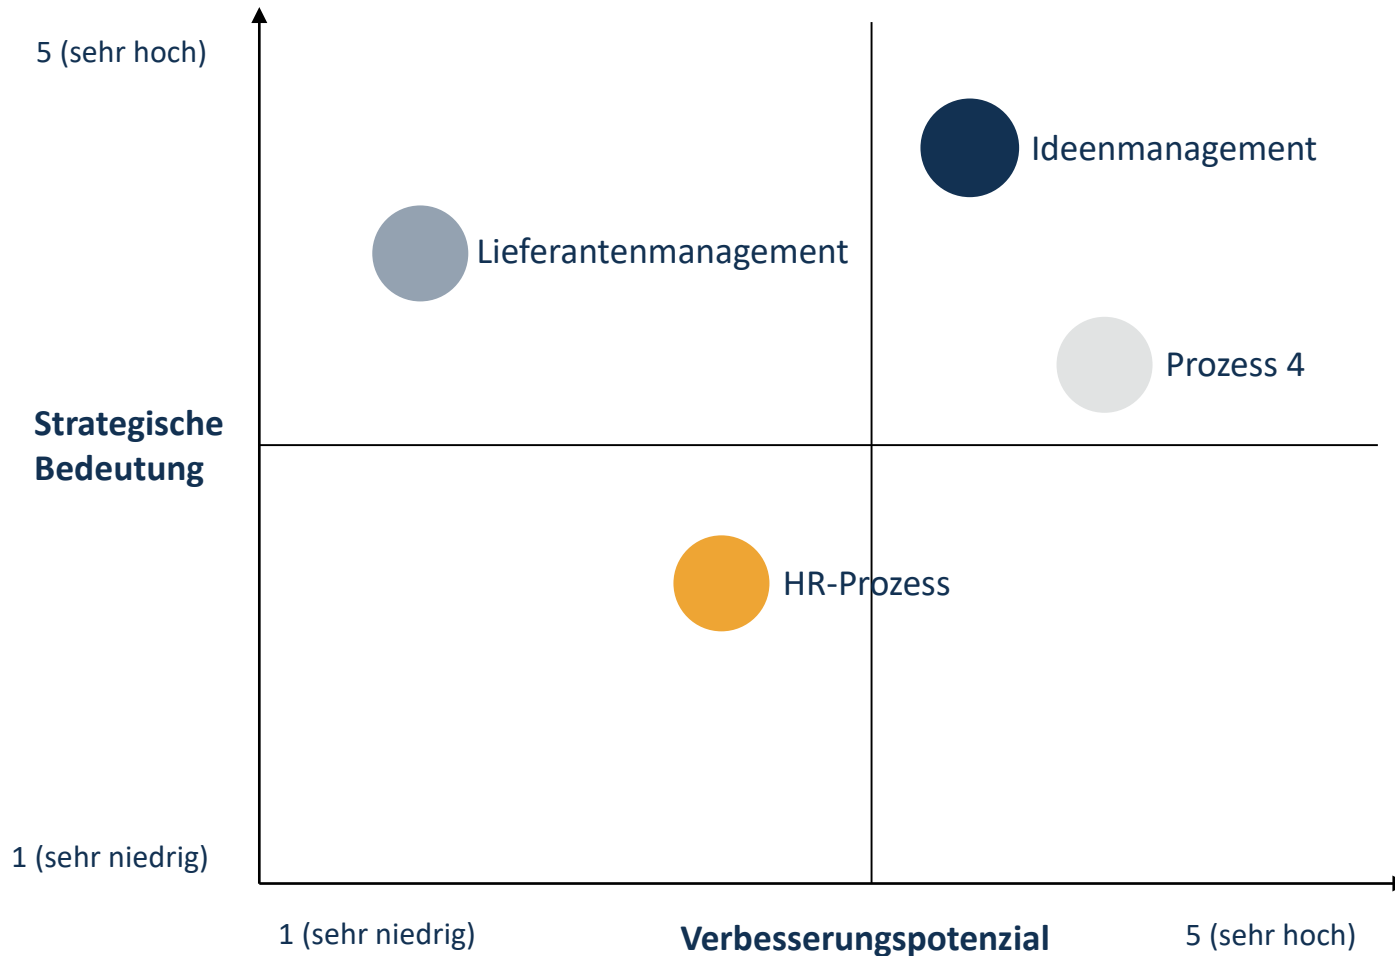 5 (sehr hoch)
Ideenmanagement
Lieferantenmanagement
Prozess 4
Strategische
Bedeutung
HR-Prozess
1 (sehr niedrig)
1 (sehr niedrig)
Verbesserungspotenzial
5 (sehr hoch)